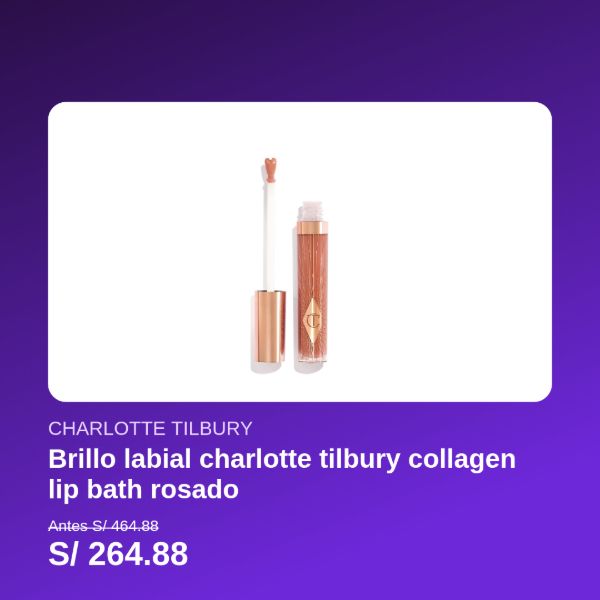 CHARLOTTE TILBURY
Brillo labial charlotte tilbury collagen
lip bath rosado
Antes S/ 464.88
S/ 264.88